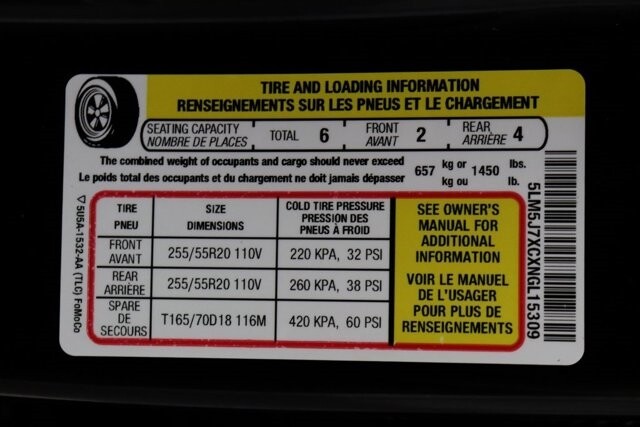 TIRE AND LOADING INFORMATION
RENSEIGNEMENTS SUR LES PNEUS ET LE CHARGEMENT
SEATING CAPACITY
NOMBRE DE PLACES
TOTAL 6
FRONT
AVANT 2
REAR
ARRIÈRE 4
The combined weight of occupants and cargo should never exceed
Le poids total des occupants et du chargement ne doit jamais dépasser
657 kg or 1450 lbs.
kg ou lb.
TIRE
PNEU
SIZE
DIMENSIONS
COLD TIRE PRESSURE
PRESSION DES
PNEUS À FROID
FRONT
AVANT
255/55R20 110V
220 KPA, 32 PSI
REAR
ARRIÈRE
255/55R20 110V
260 KPA, 38 PSI
SPARE
DE
SECOURS
T165/70D18 116M
420 KPA, 60 PSI
SEE OWNER'S
MANUAL FOR
ADDITIONAL
INFORMATION
VOIR LE MANUEL
DE L'USAGER
POUR PLUS DE
RENSEIGNEMENTS
5U5A-1532-AA (TLC) FoMoCo
5LM5J7XCXNGL15309